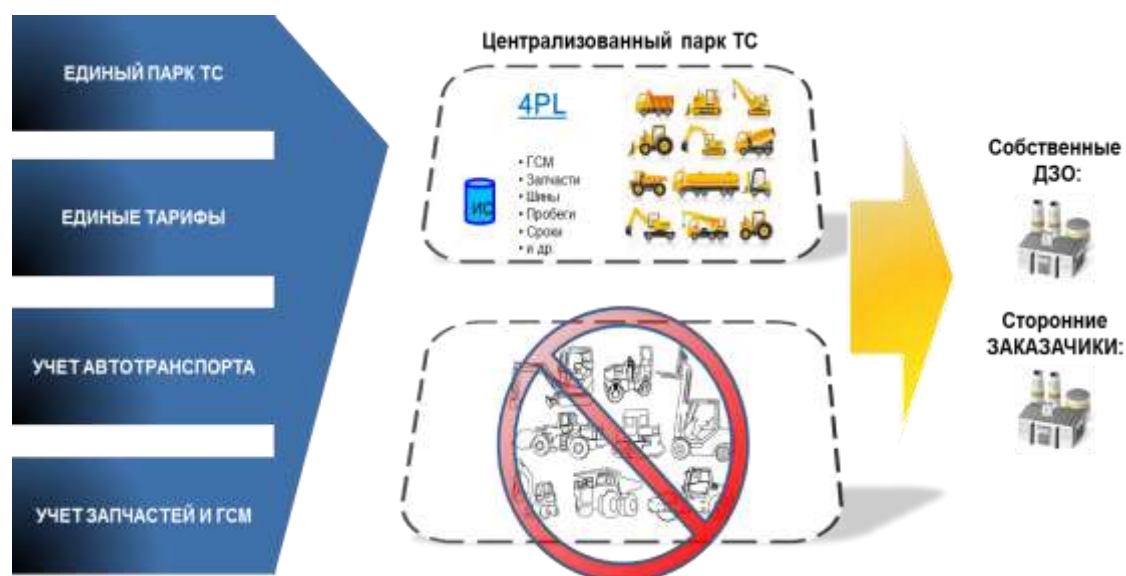 ЕДИНЫЙ ПАРК ТС
ЕДИНЫЕ ТАРИФЫ
УЧЕТ АВТОТРАНСПОРТА
УЧЕТ ЗАПЧАСТЕЙ И ГСМ
Централизованный парк ТС
4PL
• ГСМ
• Запчасти
• Шины
• Пробеги
• Сроки
• и др.
ИС
Собственные
ДЗО:
Сторонние
ЗАКАЗАЧИКИ: